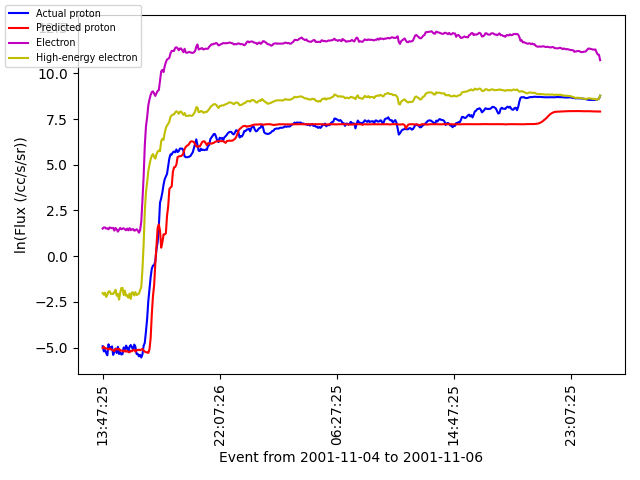 Actual proton
Predicted proton
Electron
High-energy electron
10.0
7.5
5.0
2.5
0.0
−2.5
−5.0
ln(Flux (/cc/s/sr))
13:47:25
22:07:26
06:27:25
14:47:25
23:07:25
Event from 2001-11-04 to 2001-11-06